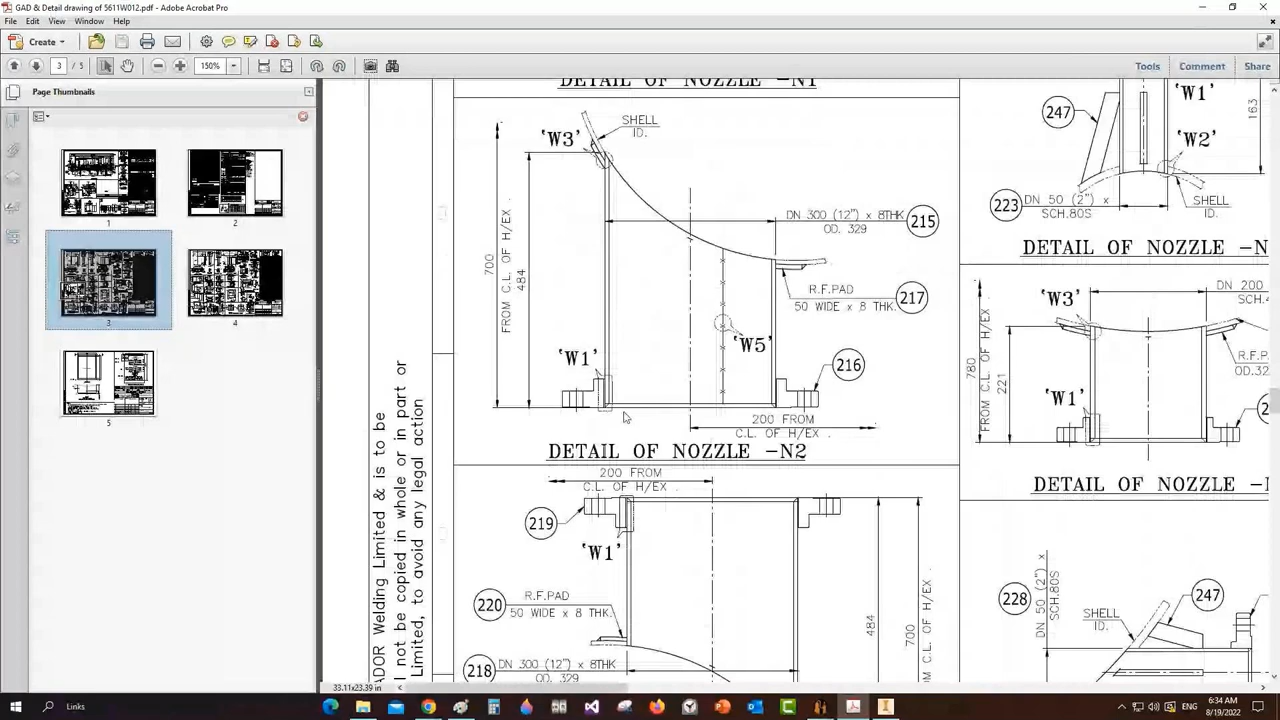 GAD & Detail drawing of 5611W012.pdf - Adobe Acrobat Pro
File Edit View Window Help
Create
3 / 5
150%
Tools
Comment
Share
Page Thumbnails
1
2
3
4
5
33.11x23.39 in
ADOR Welding Limited & is to be
not be copied in whole or in part or
Limited, to avoid any legal action
DETAIL OF NOZZLE -N1
'W3'
SHELL
ID.
DN 300 (12") x 8THK
OD. 329
215
700
FROM C.L. OF H/EX
484
R.F.PAD
50 WIDE x 8 THK.
217
'W5'
'W1'
216
200 FROM
C.L. OF H/EX
DETAIL OF NOZZLE -N2
200 FROM
C.L. OF H/EX
219
'W1'
R.F.PAD
50 WIDE x 8 THK.
220
484
700
FROM C.L. OF H/EX
218
DN 300 (12") x 8THK
OD. 329
'W1'
247
163
'W2'
223
DN 50 (2") x
SCH.80S
SHELL
ID.
DETAIL OF NOZZLE -N
'W3'
DN 200
SCH.4
780
FROM C.L. OF H/EX
221
R.F.P
50 WID
'W1'
DETAIL OF NOZZLE -N
228
DN 50 (2") x
SCH.80S
SHELL
ID.
247
Links
6:34 AM
8/19/2022